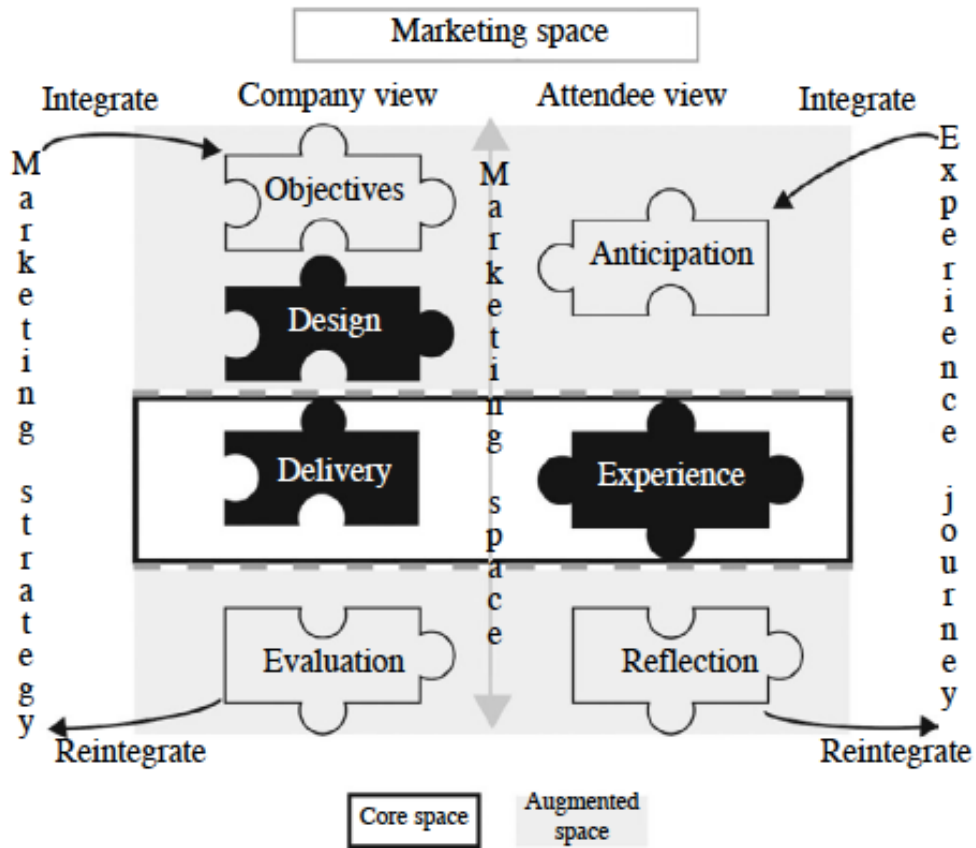 Marketing space
Integrate
Company view
Attendee view
Integrate
Marketing strategy
Objectives
Marketing space
Anticipation
Experience journey
Design
Delivery
Experience
Evaluation
Reflection
Reintegrate
Reintegrate
Core space
Augmented
space